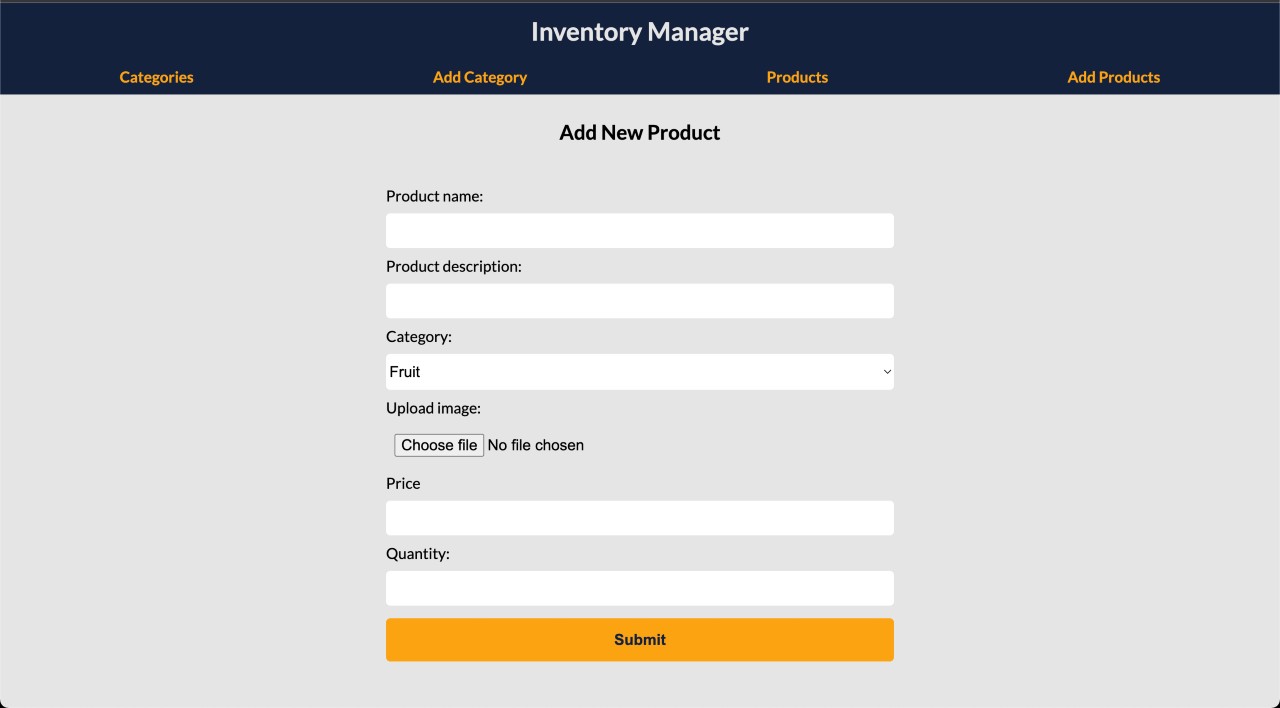 Inventory Manager
Categories Add Category Products Add Products
Add New Product
Product name:
Product description:
Category:
Fruit
Upload image:
Choose file No file chosen
Price
Quantity:
Submit